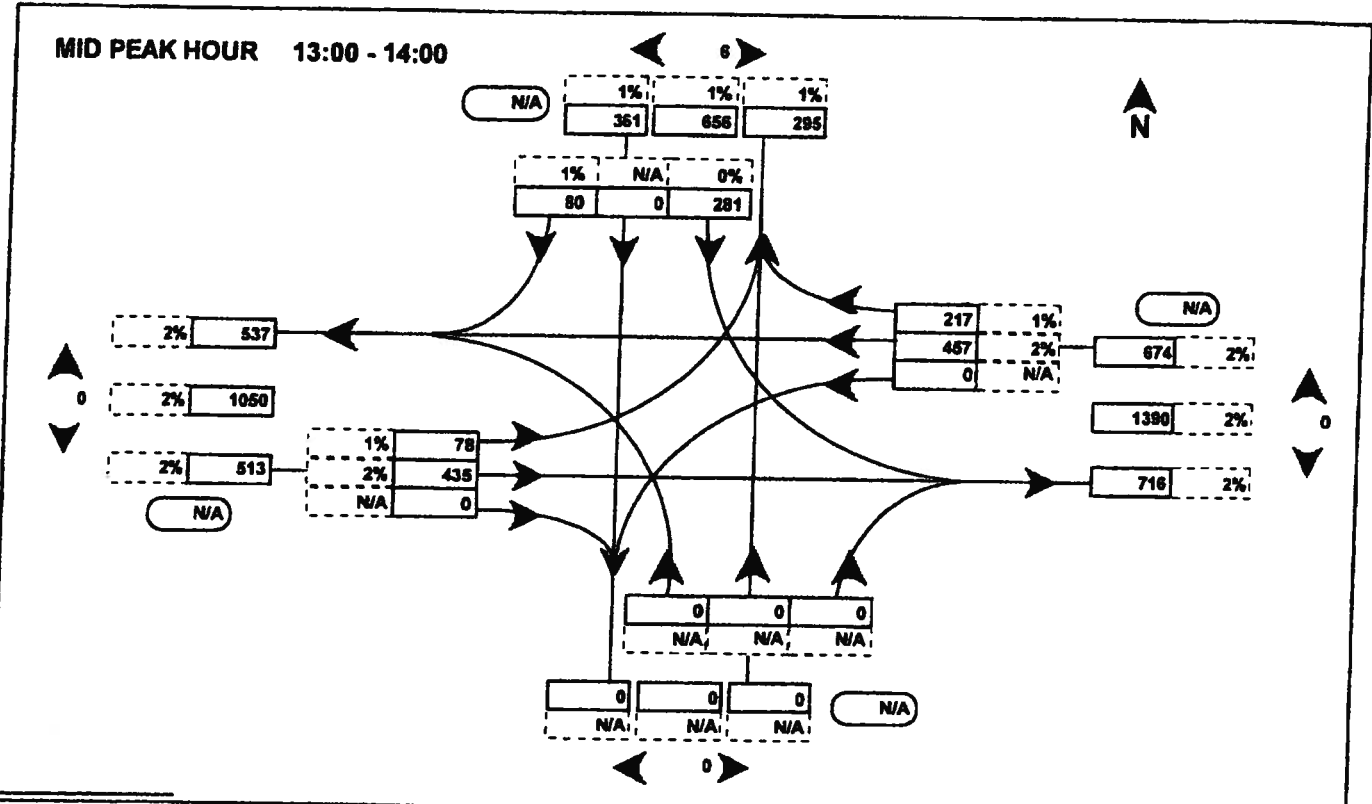 MID PEAK HOUR 13:00 - 14:00
6
N/A 1% 1% 1%
361 656 295
N
1% N/A 0%
80 0 281
2% 537
217 1%
N/A
457 2%
674 2%
0 N/A
0
2% 1050
1390 2%
0
1% 78
2% 513
2% 435
716 2%
N/A 0
N/A
0 0 0
N/A N/A N/A
0 0 0
N/A N/A N/A
N/A
0